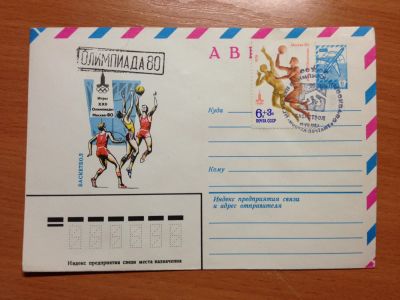 ОЛИМПИАДА 80
АВИА
Москва-80
6+3к
ПОЧТА СССР
Игры
XXII
Олимпиады
Москва·80
БАСКЕТБОЛ
БАСКЕТБОЛ
Куда
Кому
Индекс предприятия связи
и адрес отправителя
Индекс предприятия связи места назначения